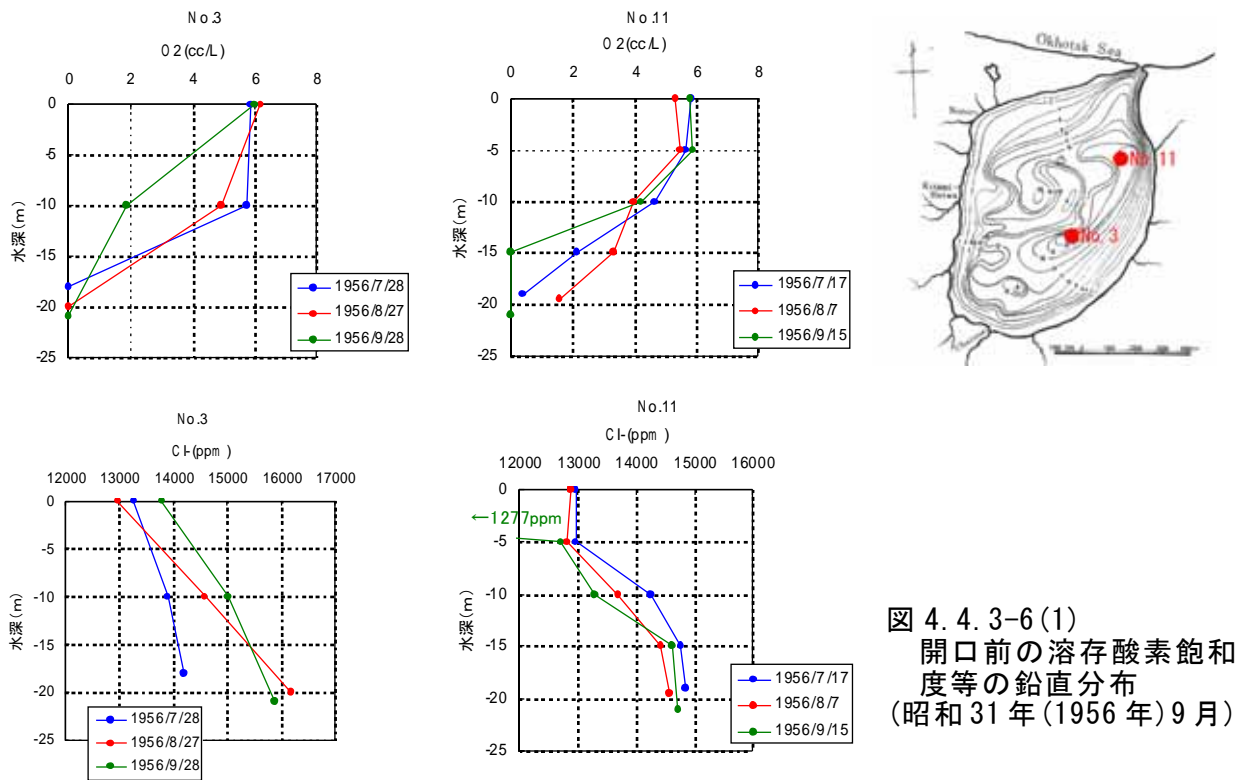 No.3
O2(cc/L)
0 2 4 6 8
0
-5
-10
-15
-20
-25
水深(m)
1956/7/28
1956/8/27
1956/9/28
No.11
O2(cc/L)
0 2 4 6 8
0
-5
-10
-15
-20
-25
水深(m)
1956/7/17
1956/8/7
1956/9/15
Okhotsk Sea
No.11
No.3
No.3
Cl-(ppm)
12000 13000 14000 15000 16000 17000
0
-5
-10
-15
-20
-25
水深(m)
1956/7/28
1956/8/27
1956/9/28
No.11
Cl-(ppm)
12000 13000 14000 15000 16000
0
←1277ppm
-5
-10
-15
-20
-25
水深(m)
1956/7/17
1956/8/7
1956/9/15
図 4.4.3-6(1)
開口前の溶存酸素飽和
度等の鉛直分布
(昭和31年(1956年)9月)